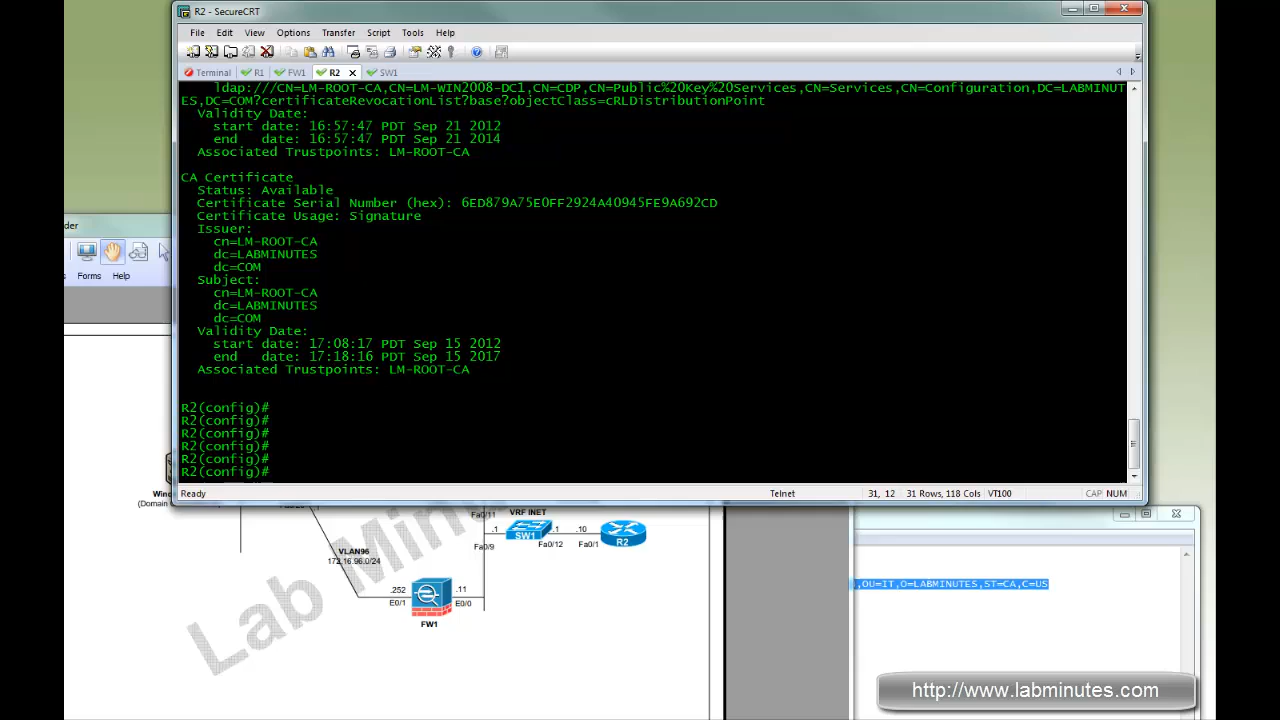 R2 - SecureCRT
File Edit View Options Transfer Script Tools Help
Terminal R1 FW1 R2 SW1
ldap:///CN=LM-ROOT-CA,CN=LM-WIN2008-DC1,CN=CDP,CN=Public%20Key%20Services,CN=Services,CN=Configuration,DC=LABMINUT
ES,DC=COM?certificateRevocationList?base?objectClass=cRLDistributionPoint
Validity Date:
start date: 16:57:47 PDT Sep 21 2012
end date: 16:57:47 PDT Sep 21 2014
Associated Trustpoints: LM-ROOT-CA
CA Certificate
Status: Available
Certificate Serial Number (hex): 6ED879A75E0FF2924A40945FE9A692CD
Certificate Usage: Signature
Issuer:
cn=LM-ROOT-CA
dc=LABMINUTES
dc=COM
Subject:
cn=LM-ROOT-CA
dc=LABMINUTES
dc=COM
Validity Date:
start date: 17:08:17 PDT Sep 15 2012
end date: 17:18:16 PDT Sep 15 2017
Associated Trustpoints: LM-ROOT-CA
R2(config)#
R2(config)#
R2(config)#
R2(config)#
R2(config)#
R2(config)#
Ready Telnet 31, 12 31 Rows, 118 Cols VT100 CAP NUM
der
Forms Help
Fa0/11
VRF INET
.1 SW1 .1 .10 R2
Fa0/9 Fa0/12 Fa0/1
VLAN96
172.16.96.0/24
.252 .11
E0/1 E0/0
FW1
Lab Minu
,OU=IT,O=LABMINUTES,ST=CA,C=US
http://www.labminutes.com